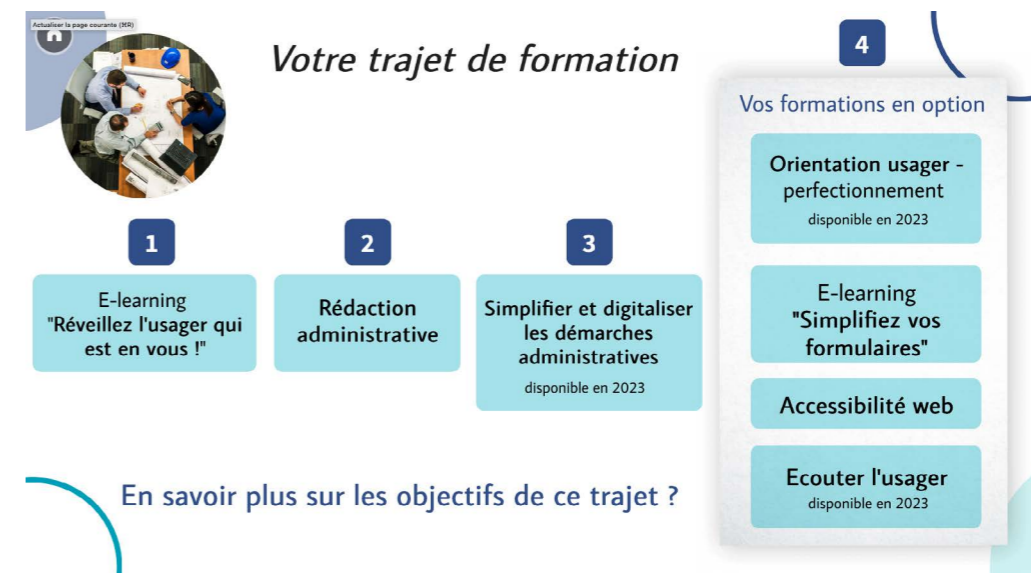 Actualiser la page courante (⌘R)
Votre trajet de formation
1
E-learning
"Réveillez l'usager qui
est en vous !"
2
Rédaction
administrative
3
Simplifier et digitaliser
les démarches
administratives
disponible en 2023
4
Vos formations en option
Orientation usager -
perfectionnement
disponible en 2023
E-learning
"Simplifiez vos
formulaires"
Accessibilité web
Ecouter l'usager
disponible en 2023
En savoir plus sur les objectifs de ce trajet ?